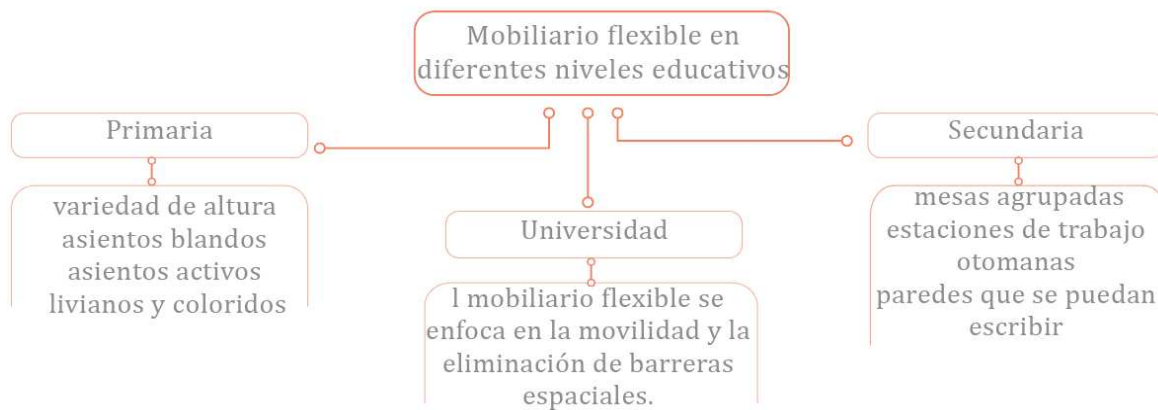 Mobiliario flexible en
diferentes niveles educativos
Primaria
variedad de altura
asientos blandos
asientos activos
livianos y coloridos
Universidad
l mobiliario flexible se
enfoca en la movilidad y la
eliminación de barreras
espaciales.
Secundaria
mesas agrupadas
estaciones de trabajo
otomanas
paredes que se puedan
escribir